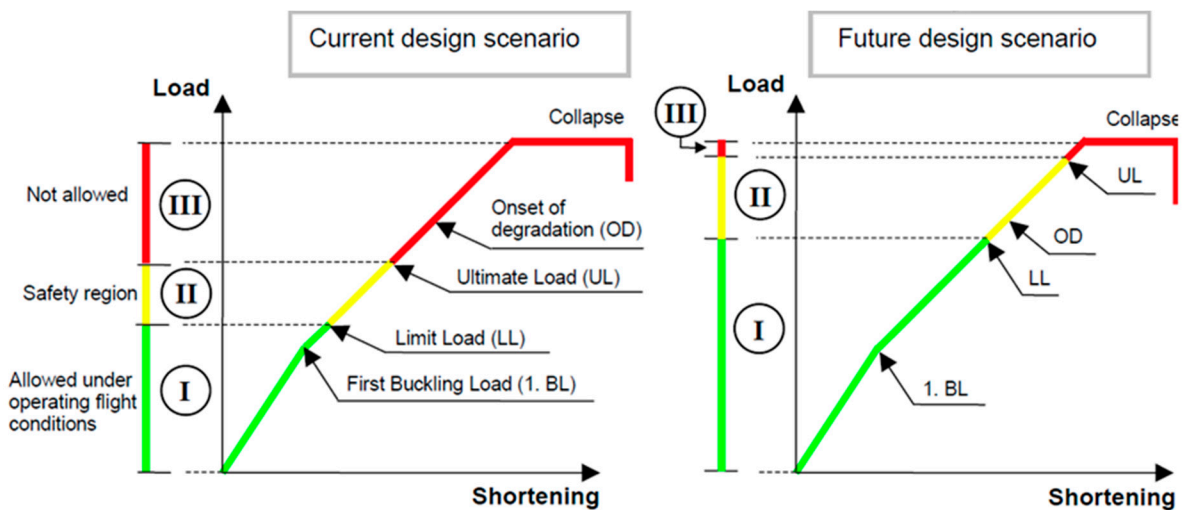 Current design scenario
Load
Collapse
Not allowed
III
Onset of
degradation (OD)
Ultimate Load (UL)
Safety region
II
Limit Load (LL)
First Buckling Load (1. BL)
Allowed under
operating flight
conditions
I
Shortening
Future design scenario
Load
III
Collapse
UL
II
OD
LL
I
1. BL
Shortening